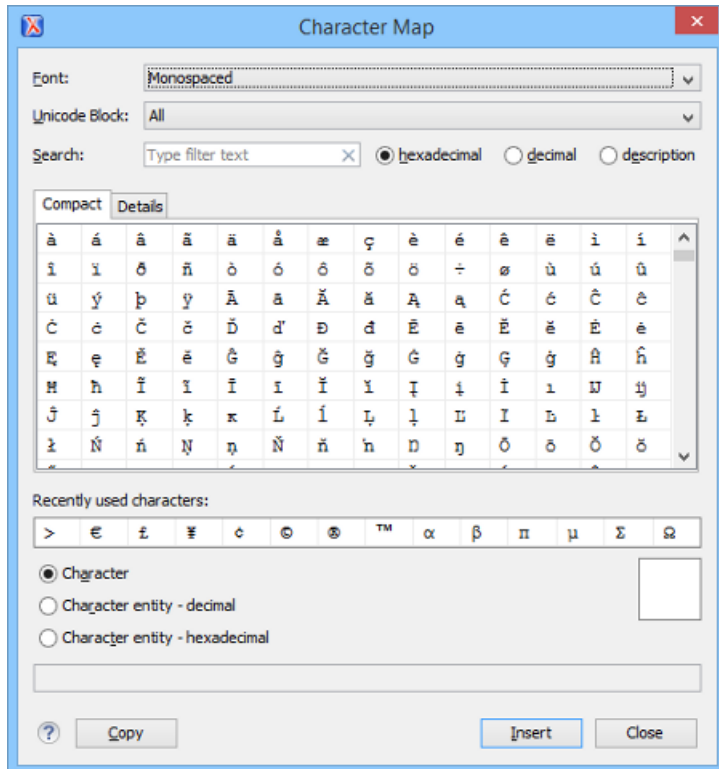 Character Map
Font: Monospaced
Unicode Block: All
Search: Type filter text hexadecimal decimal description
Compact Details
à á â ã ä å æ ç è é ê ë ì í
î ï ð ñ ò ó ô õ ö ÷ ø ù ú û
ü ý þ ÿ Ā ā Ă ă Ą ą Ć ć Ĉ ĉ
Ċ ċ Č č Ď ď Đ đ Ē ē Ĕ ĕ Ė ė
Ę ę Ě ě Ĝ ĝ Ğ ğ Ġ ġ Ģ ģ Ĥ ĥ
Ħ ħ Ĩ ĩ Ī ī Ĭ ĭ Į į İ ı Ĳ ĳ
Ĵ ĵ Ķ ķ ĸ Ĺ ĺ Ļ ļ Ľ ľ Ŀ ŀ Ł
ł Ń ń Ņ ņ Ň ň ŉ Ŋ ŋ Ō ō Ŏ ŏ
Recently used characters:
> € £ ¥ ¢ © ® ™ α β π μ Σ Ω
Character
Character entity - decimal
Character entity - hexadecimal
? Copy Insert Close